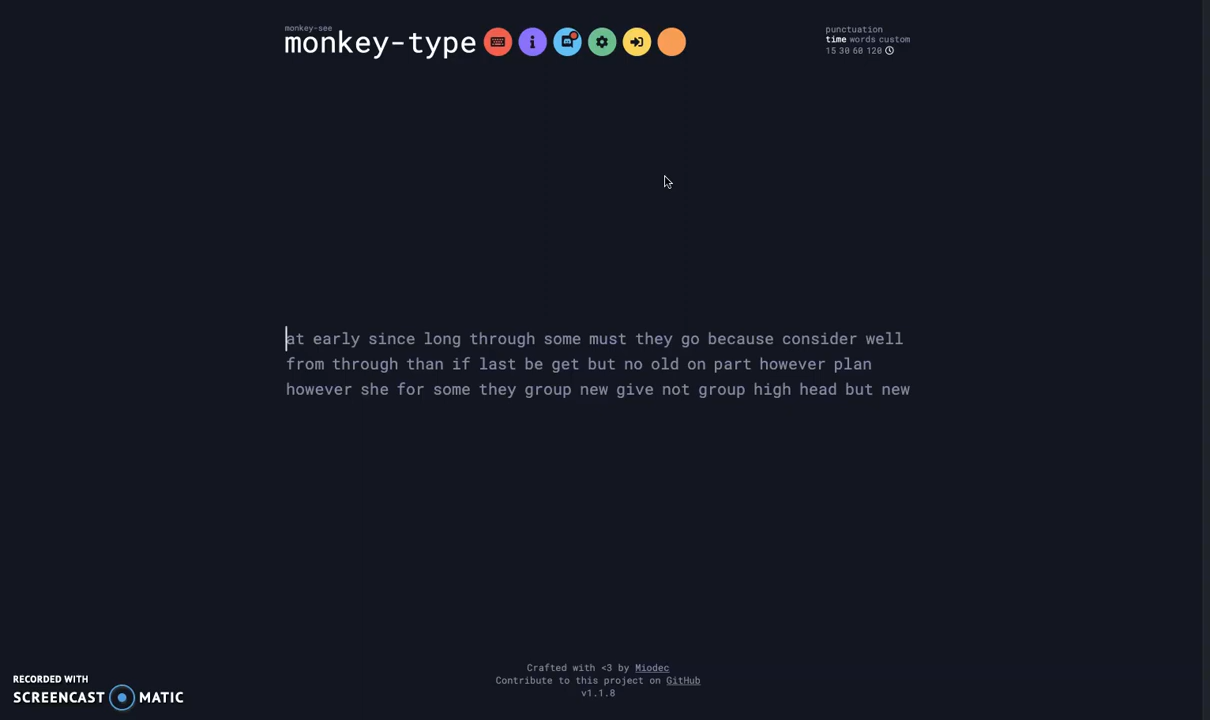 monkey-see
monkey-type
punctuation
time words custom
15 30 60 120
at early since long through some must they go because consider well
from through than if last be get but no old on part however plan
however she for some they group new give not group high head but new
Crafted with <3 by Miodec
Contribute to this project on GitHub
v1.1.8
RECORDED WITH
SCREENCAST MATIC